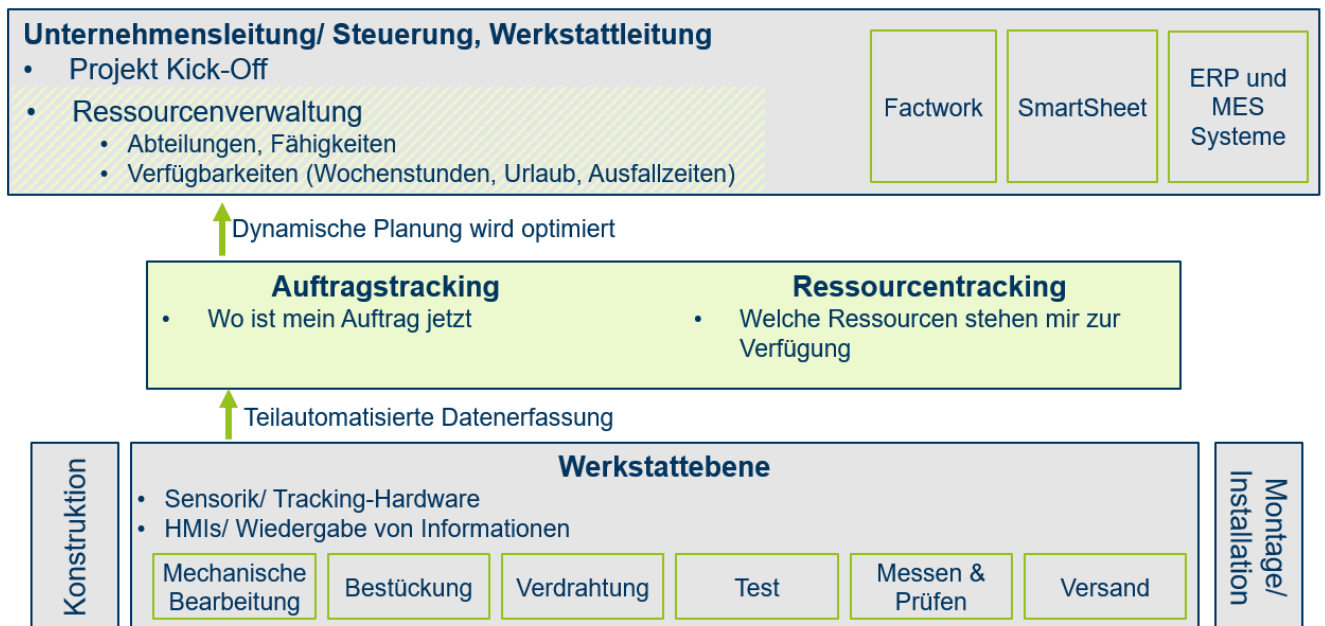 Unternehmensleitung/ Steuerung, Werkstattleitung
• Projekt Kick-Off
• Ressourcenverwaltung
• Abteilungen, Fähigkeiten
• Verfügbarkeiten (Wochenstunden, Urlaub, Ausfallzeiten)
Factwork
SmartSheet
ERP und
MES
Systeme
Dynamische Planung wird optimiert
Auftragstracking
• Wo ist mein Auftrag jetzt
Ressourcentracking
• Welche Ressourcen stehen mir zur
Verfügung
Teilautomatisierte Datenerfassung
Konstruktion
Werkstattebene
• Sensorik/ Tracking-Hardware
• HMIs/ Wiedergabe von Informationen
Mechanische
Bearbeitung
Bestückung
Verdrahtung
Test
Messen &
Prüfen
Versand
Montage/
Installation